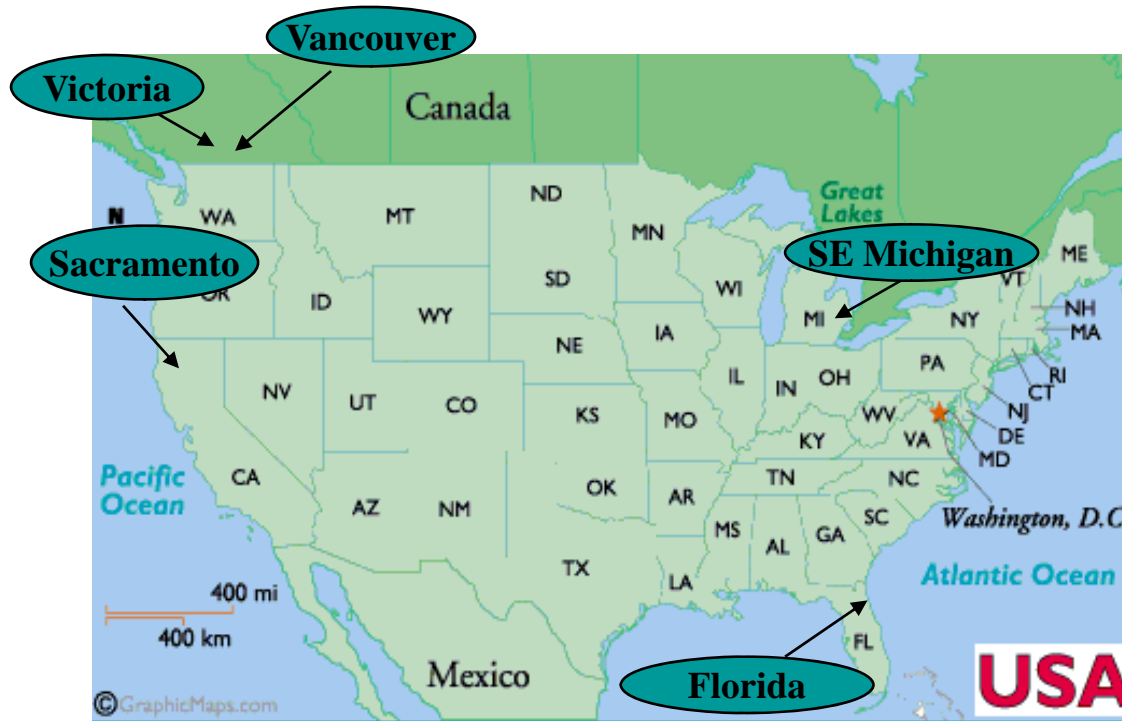 Vancouver
Victoria
Canada
ND
Great
Lakes
N
WA
MT
MN
Sacramento
SE Michigan
ME
OR
ID
SD
WI
VT
WY
MI
NY
NH
MA
IA
NE
PA
RI
CT
NV
UT
CO
IL
IN
OH
NJ
KS
MO
WV
DE
KY
VA
MD
Pacific
Ocean
CA
AZ
NM
OK
AR
TN
NC
SC
Washington, D.C
MS
AL
GA
TX
LA
Atlantic Ocean
400 mi
400 km
FL
Mexico
Florida
USA
©GraphicMaps.com